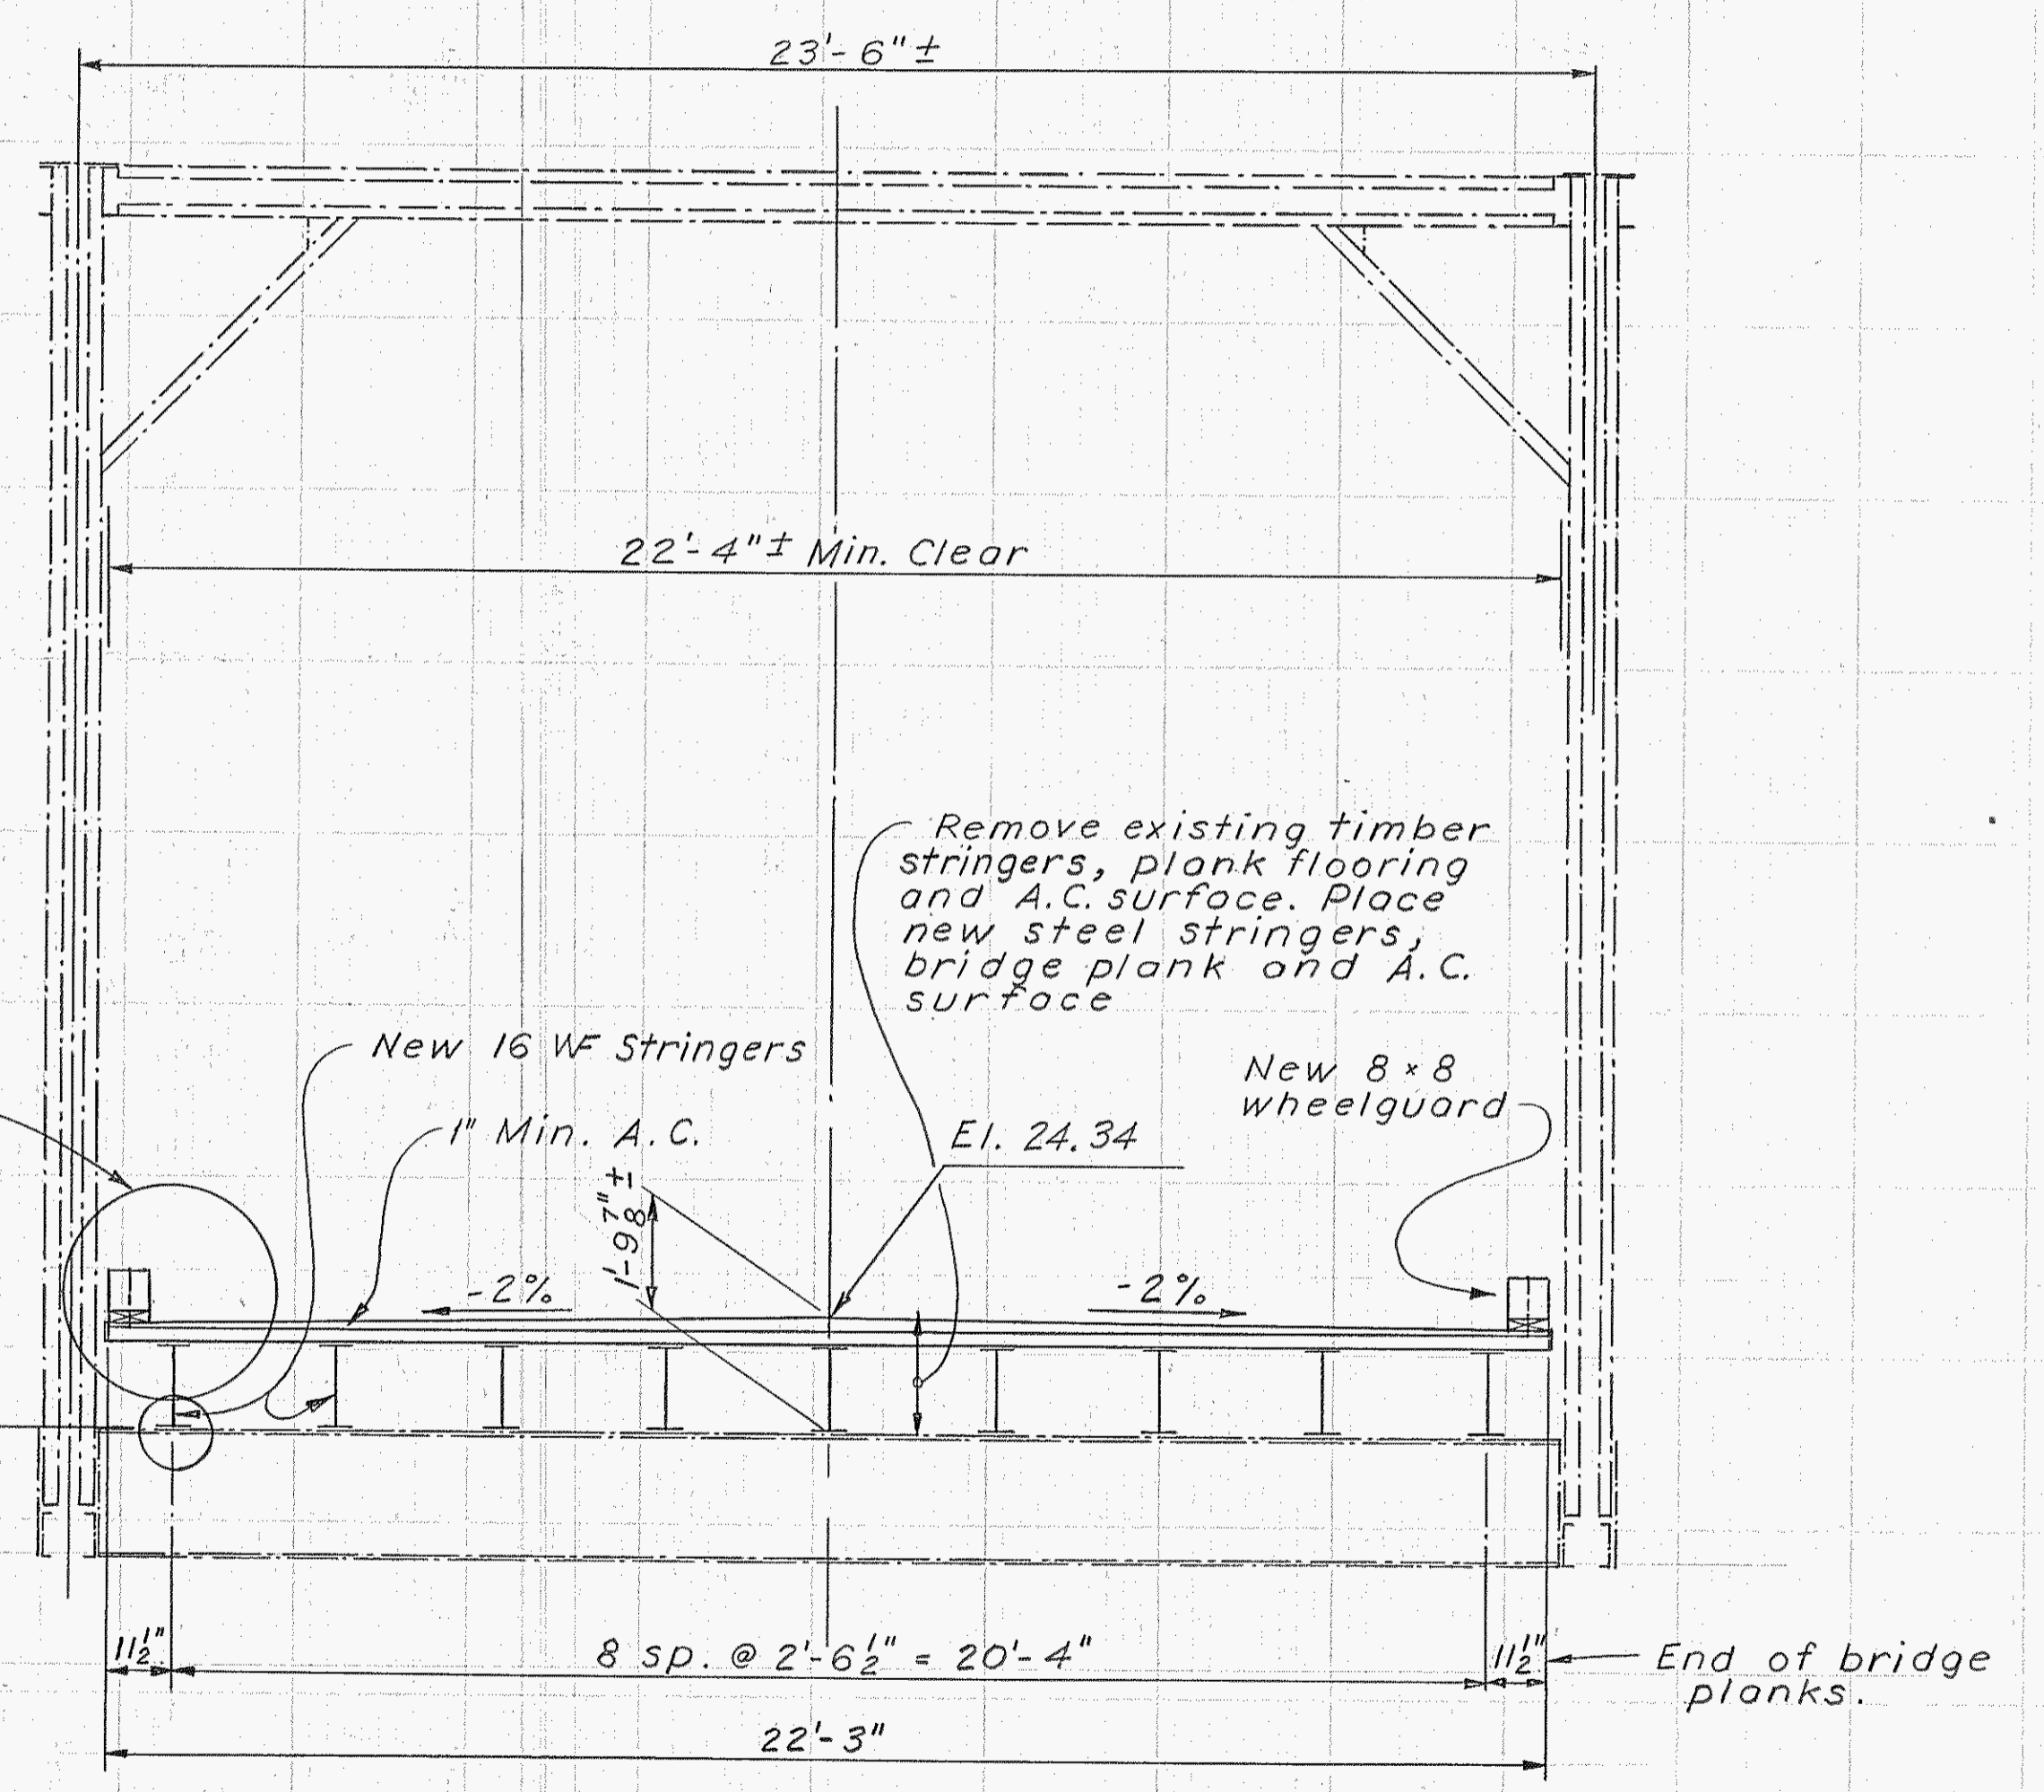 23'-6"±
22'-4"± Min. Clear
Remove existing timber
stringers, plank flooring
and A.C. surface. Place
new steel stringers,
bridge plank and A.C.
surface
New 16 WF Stringers
New 8 × 8
wheelguard
1" Min. A.C.
El. 24.34
1'-9 7/8"±
-2%
-2%
11 1/2"
8 sp. @ 2'-6 1/2" = 20'-4"
11 1/2"
End of bridge
planks.
22'-3"